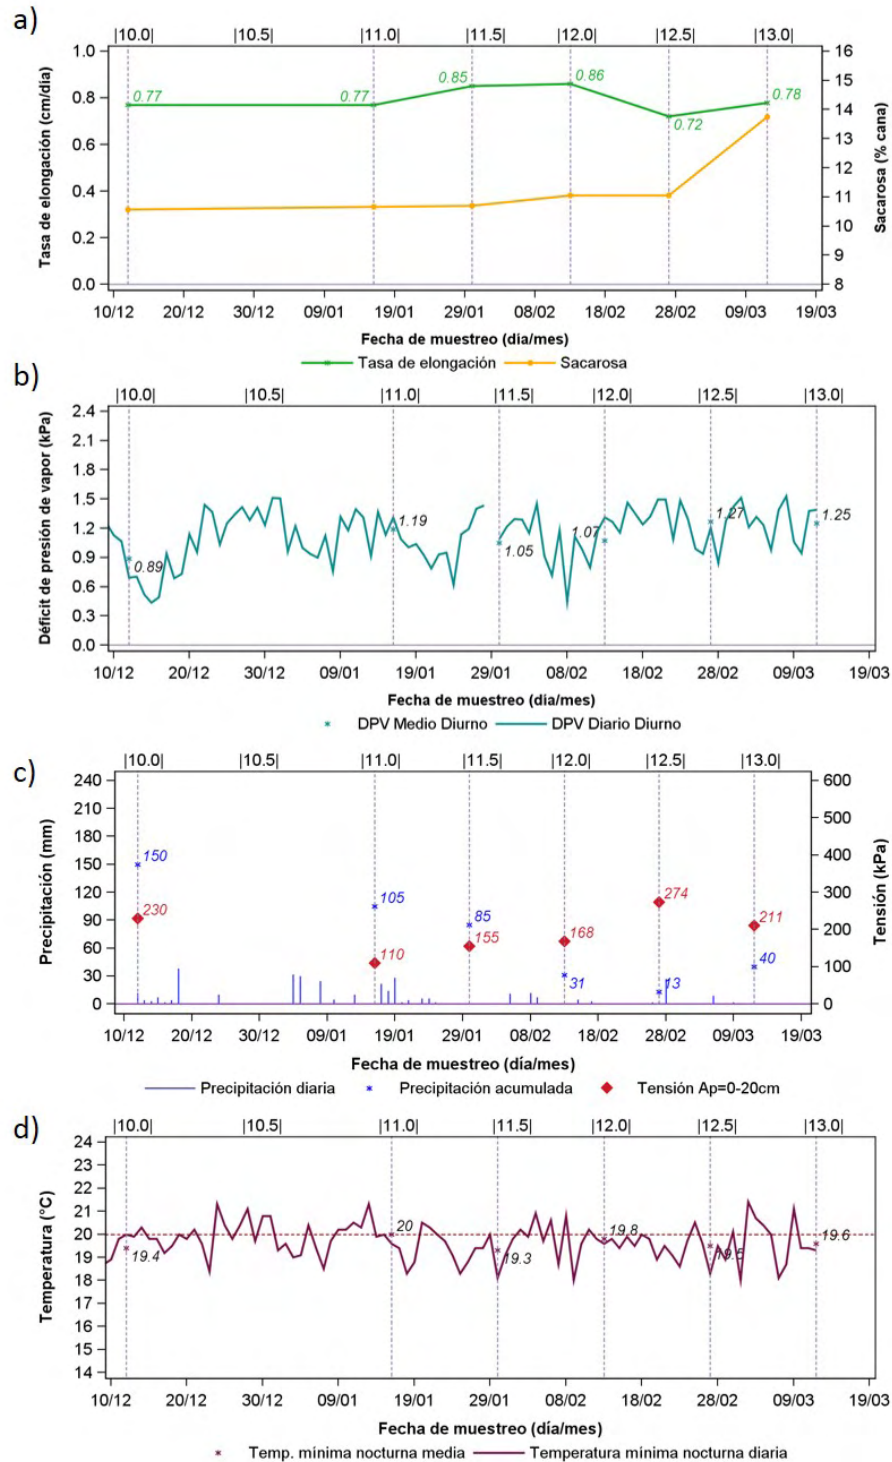 a)
|10.0| |10.5| |11.0| |11.5| |12.0| |12.5| |13.0|
Tasa de elongación (cm/dia)
1.0 0.8 0.6 0.4 0.2 0.0
0.77 0.77 0.85 0.86 0.72 0.78
16 15 14 13 12 11 10 9 8
Sacarosa (% cana)
10/12 20/12 30/12 09/01 19/01 29/01 08/02 18/02 28/02 09/03 19/03
Fecha de muestreo (día/mes)
Tasa de elongación Sacarosa
b)
|10.0| |10.5| |11.0| |11.5| |12.0| |12.5| |13.0|
Déficit de presión de vapor (kPa)
2.4 2.1 1.8 1.5 1.2 0.9 0.6 0.3 0.0
0.89 1.19 1.05 1.07 1.27 1.25
10/12 20/12 30/12 09/01 19/01 29/01 08/02 18/02 28/02 09/03 19/03
Fecha de muestreo (dia/mes)
DPV Medio Diurno DPV Diario Diurno
c)
|10.0| |10.5| |11.0| |11.5| |12.0| |12.5| |13.0|
Precipitación (mm)
240 210 180 150 120 90 60 30 0
150 105 85 31 13 40
230 110 155 168 274 211
600 500 400 300 200 100 0
Tensión (kPa)
10/12 20/12 30/12 09/01 19/01 29/01 08/02 18/02 28/02 09/03 19/03
Fecha de muestreo (día/mes)
Precipitación diaria Precipitación acumulada Tensión Ap=0-20cm
d)
|10.0| |10.5| |11.0| |11.5| |12.0| |12.5| |13.0|
Temperatura (°C)
24 23 22 21 20 19 18 17 16 15 14
19.4 20 19.3 19.8 19.5 19.6
10/12 20/12 30/12 09/01 19/01 29/01 08/02 18/02 28/02 09/03 19/03
Fecha de muestreo (día/mes)
Temp. minima nocturna media Temperatura minima nocturna diaria